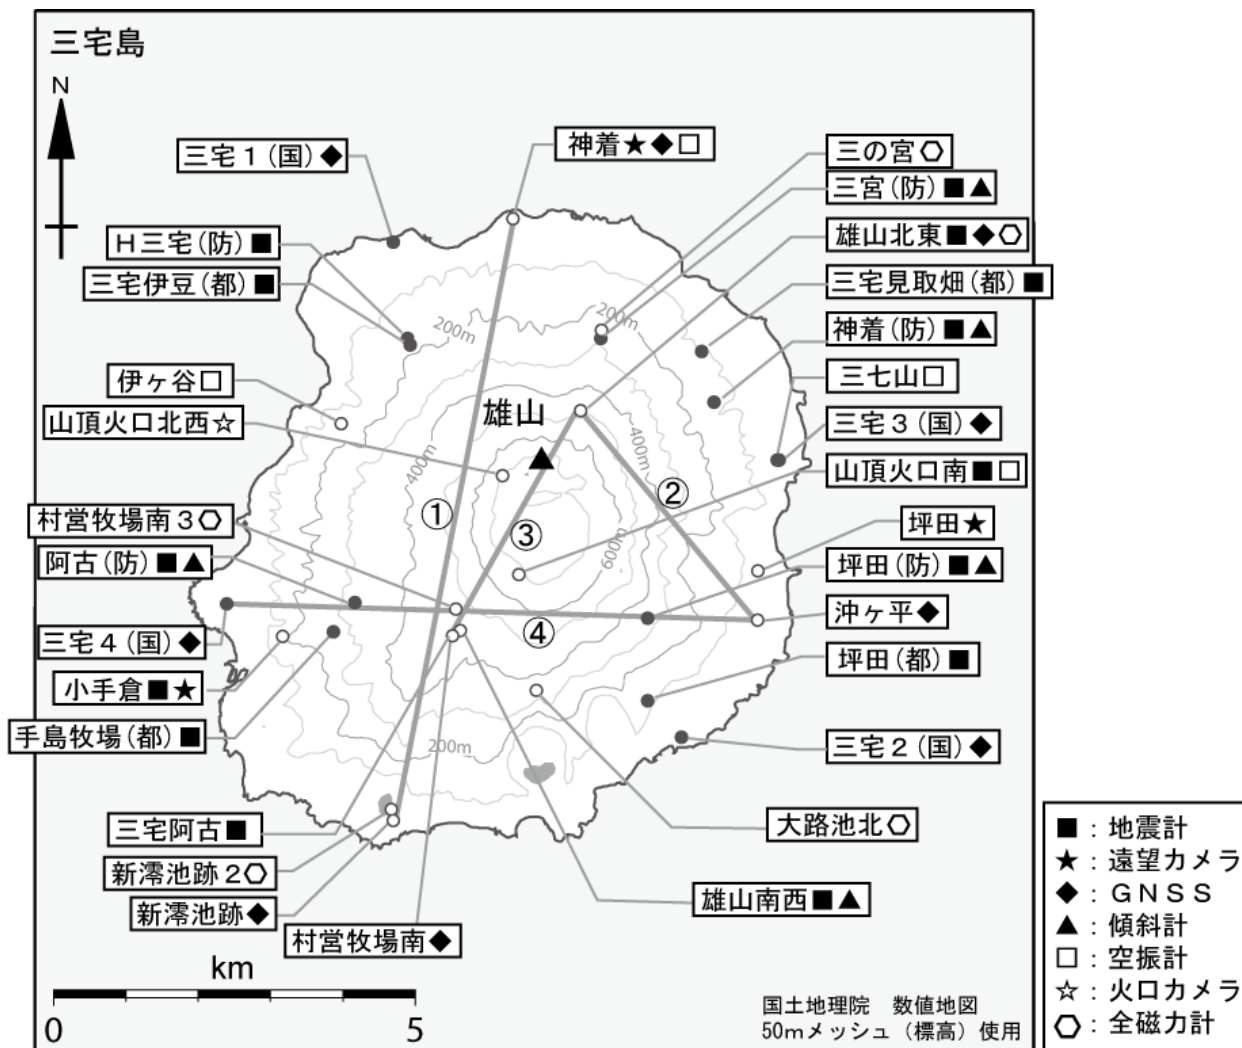 三宅島
N
神着★◆□
三宅１(国)◆
三の宮⬡
三宮(防)■▲
H三宅(防)■
雄山北東■◆⬡
三宅伊豆(都)■
三宅見取畑(都)■
200m
200m
神着(防)■▲
伊ヶ谷□
三七山□
山頂火口北西☆
雄山
三宅３(国)◆
400m
400m
山頂火口南■□
②
①
村営牧場南３⬡
坪田★
③
600m
阿古(防)■▲
坪田(防)■▲
沖ヶ平◆
三宅４(国)◆
④
坪田(都)■
小手倉■★
手島牧場(都)■
200m
三宅２(国)◆
三宅阿古■
大路池北⬡
新澪池跡２⬡
雄山南西■▲
新澪池跡◆
村営牧場南◆
km
0
5
国土地理院　数値地図
50mメッシュ（標高）使用
■：地震計
★：遠望カメラ
◆：ＧＮＳＳ
▲：傾斜計
□：空振計
☆：火口カメラ
⬡：全磁力計